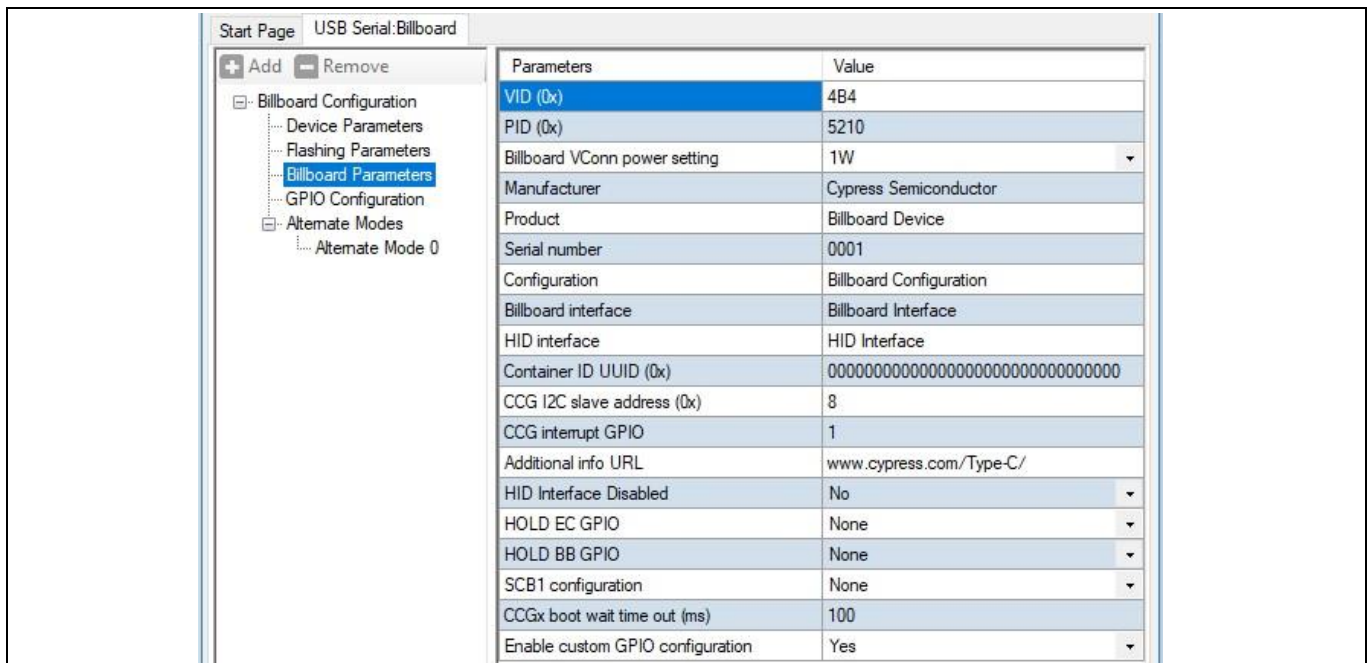 Start Page USB Serial:Billboard
Add Remove
Billboard Configuration
Device Parameters
Flashing Parameters
Billboard Parameters
GPIO Configuration
Alternate Modes
Alternate Mode 0
Parameters Value
VID (0x) 4B4
PID (0x) 5210
Billboard VConn power setting 1W
Manufacturer Cypress Semiconductor
Product Billboard Device
Serial number 0001
Configuration Billboard Configuration
Billboard interface Billboard Interface
HID interface HID Interface
Container ID UUID (0x) 00000000000000000000000000000000
CCG I2C slave address (0x) 8
CCG interrupt GPIO 1
Additional info URL www.cypress.com/Type-C/
HID Interface Disabled No
HOLD EC GPIO None
HOLD BB GPIO None
SCB1 configuration None
CCGx boot wait time out (ms) 100
Enable custom GPIO configuration Yes